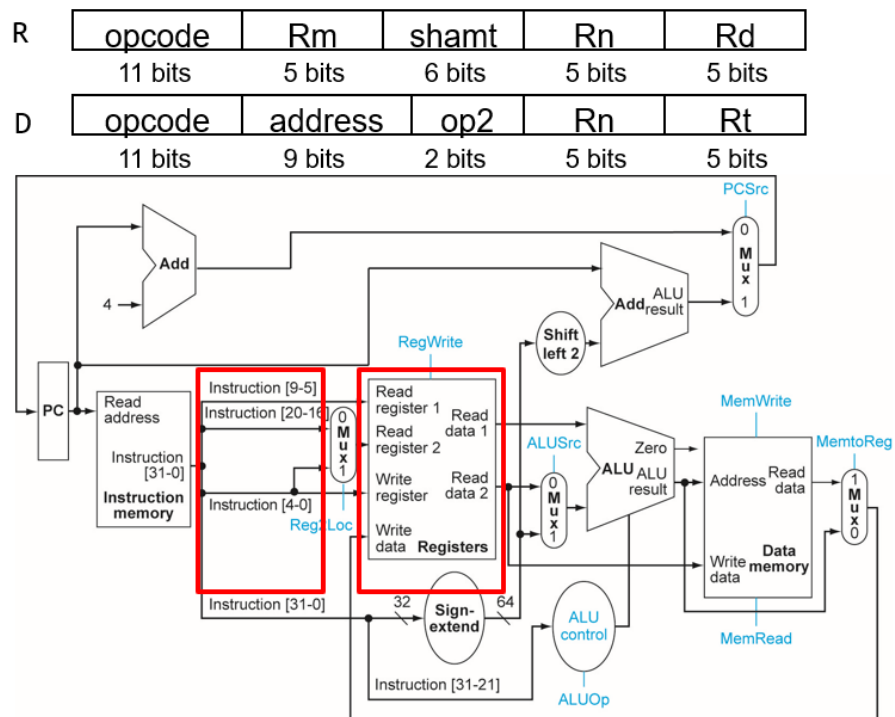 R opcode Rm shamt Rn Rd
11 bits 5 bits 6 bits 5 bits 5 bits
D opcode address op2 Rn Rt
11 bits 9 bits 2 bits 5 bits 5 bits
PCSrc
0
Mux
1
Add
4
Add ALU result
Shift left 2
RegWrite
PC
Read address
Instruction [31-0]
Instruction memory
Instruction [9-5]
Instruction [20-16]
Instruction [4-0]
Instruction [31-0]
0
Mux
1
Reg2Loc
Read register 1
Read register 2
Write register
Write data
Read data 1
Read data 2
Registers
ALUSrc
0
Mux
1
Zero
ALU
ALU result
MemWrite
Address
Read data
Write data
Data memory
MemRead
MemtoReg
1
Mux
0
32
Sign-extend
64
ALU control
ALUOp
Instruction [31-21]